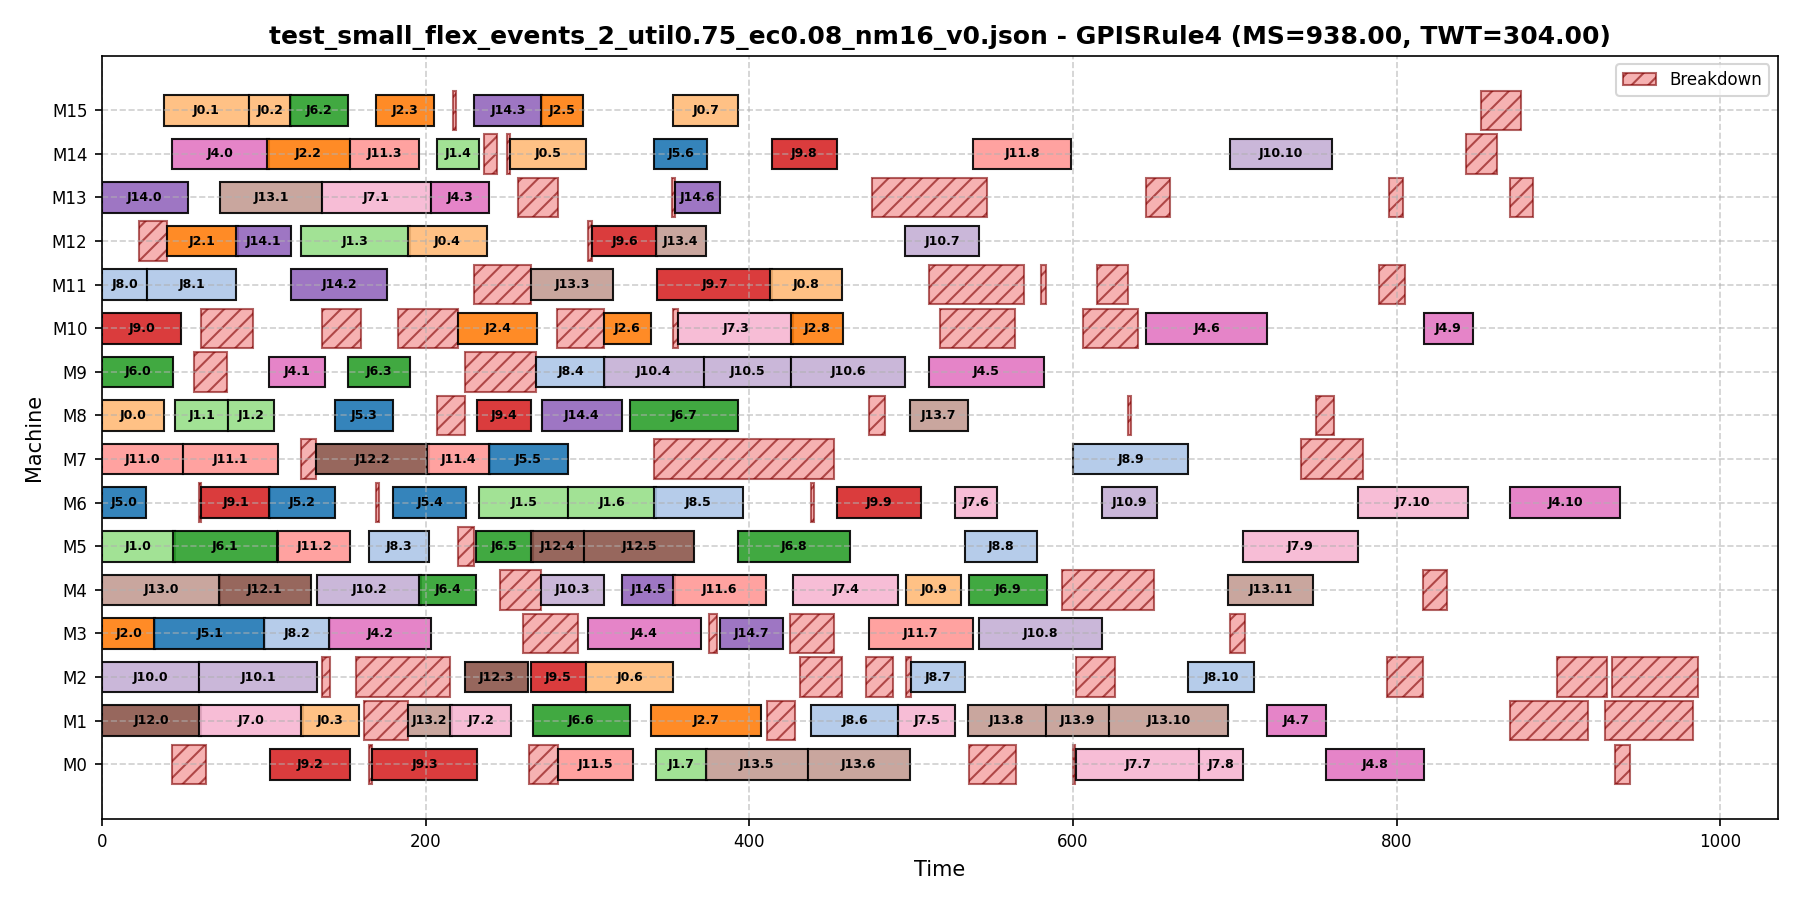 test_small_flex_events_2_util0.75_ec0.08_nm16_v0.json - GPISRule4 (MS=938.00, TWT=304.00)
Breakdown
Machine
M15 J0.1 J0.2 J6.2 J2.3 J14.3 J2.5 J0.7
M14 J4.0 J2.2 J11.3 J1.4 J0.5 J5.6 J9.8 J11.8 J10.10
M13 J14.0 J13.1 J7.1 J4.3 J14.6
M12 J2.1 J14.1 J1.3 J0.4 J9.6 J13.4 J10.7
M11 J8.0 J8.1 J14.2 J13.3 J9.7 J0.8
M10 J9.0 J2.4 J2.6 J7.3 J2.8 J4.6 J4.9
M9 J6.0 J4.1 J6.3 J8.4 J10.4 J10.5 J10.6 J4.5
M8 J0.0 J1.1 J1.2 J5.3 J9.4 J14.4 J6.7 J13.7
M7 J11.0 J11.1 J12.2 J11.4 J5.5 J8.9
M6 J5.0 J9.1 J5.2 J5.4 J1.5 J1.6 J8.5 J9.9 J7.6 J10.9 J7.10 J4.10
M5 J1.0 J6.1 J11.2 J8.3 J6.5 J12.4 J12.5 J6.8 J8.8 J7.9
M4 J13.0 J12.1 J10.2 J6.4 J10.3 J14.5 J11.6 J7.4 J0.9 J6.9 J13.11
M3 J2.0 J5.1 J8.2 J4.2 J4.4 J14.7 J11.7 J10.8
M2 J10.0 J10.1 J12.3 J9.5 J0.6 J8.7 J8.10
M1 J12.0 J7.0 J0.3 J13.2 J7.2 J6.6 J2.7 J8.6 J7.5 J13.8 J13.9 J13.10 J4.7
M0 J9.2 J9.3 J11.5 J1.7 J13.5 J13.6 J7.7 J7.8 J4.8
0 200 400 600 800 1000
Time